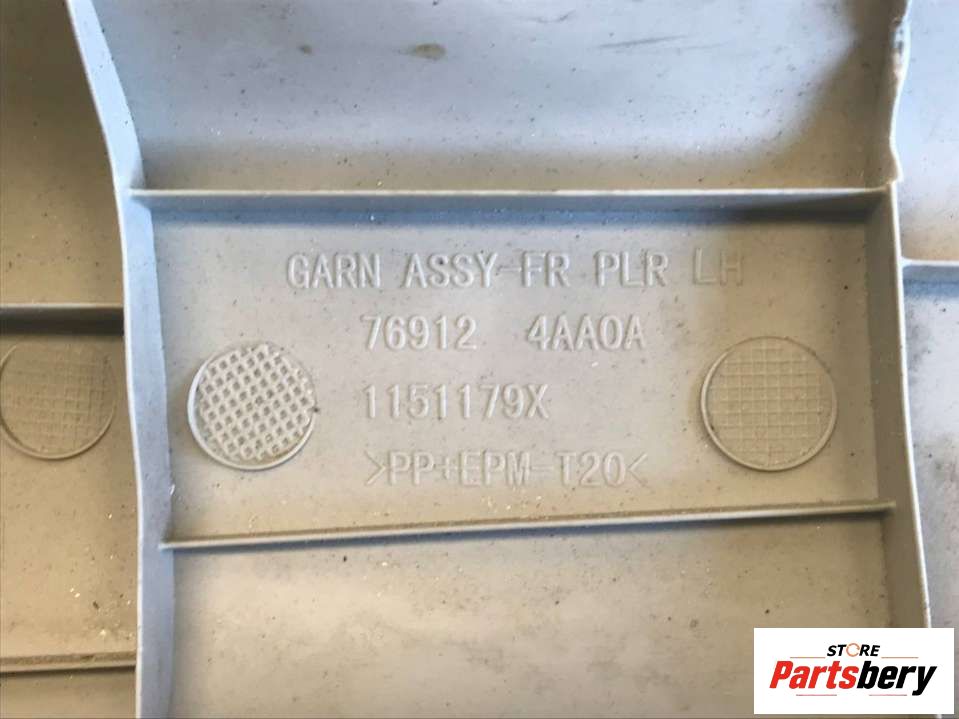 GARN ASSY-FR PLR LH
76912 4AA0A
1151179X
>PP+EPM-T20<
STORE
Partsbery